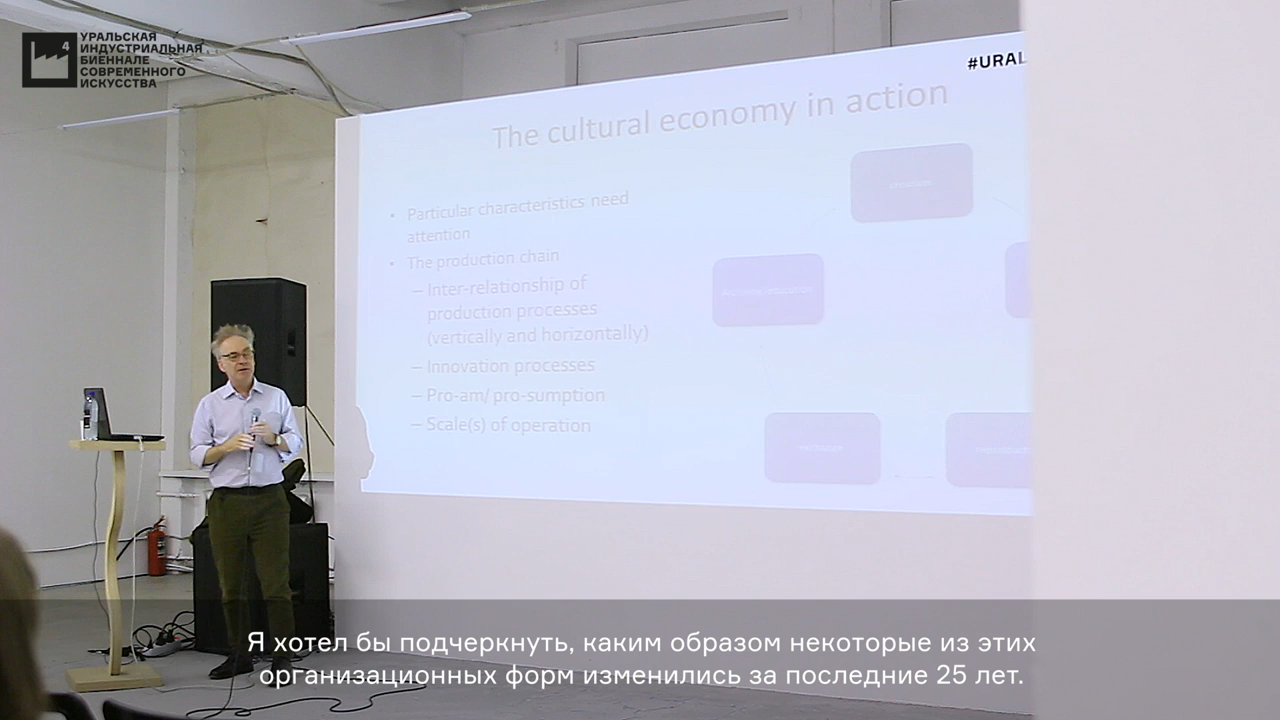 УРАЛЬСКАЯ
ИНДУСТРИАЛЬНАЯ
БИЕННАЛЕ
СОВРЕМЕННОГО
ИСКУССТВА
4
#URAL
The cultural economy in action
• Particular characteristics need
attention
• The production chain
– Inter-relationship of
production processes
(vertically and horizontally)
– Innovation processes
– Pro-am/ pro-sumption
– Scale(s) of operation
Я хотел бы подчеркнуть, каким образом некоторые из этих
организационных форм изменились за последние 25 лет.